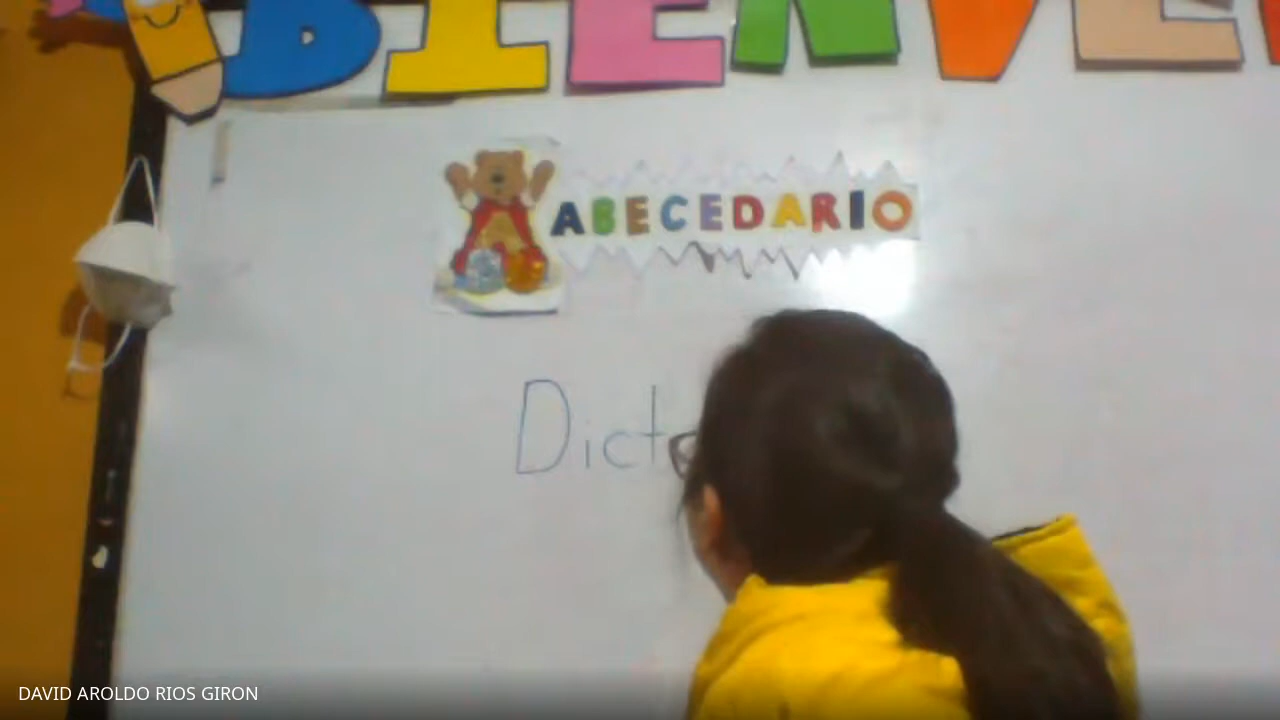 BIENVE
ABECEDARIO
Dict
DAVID AROLDO RIOS GIRON